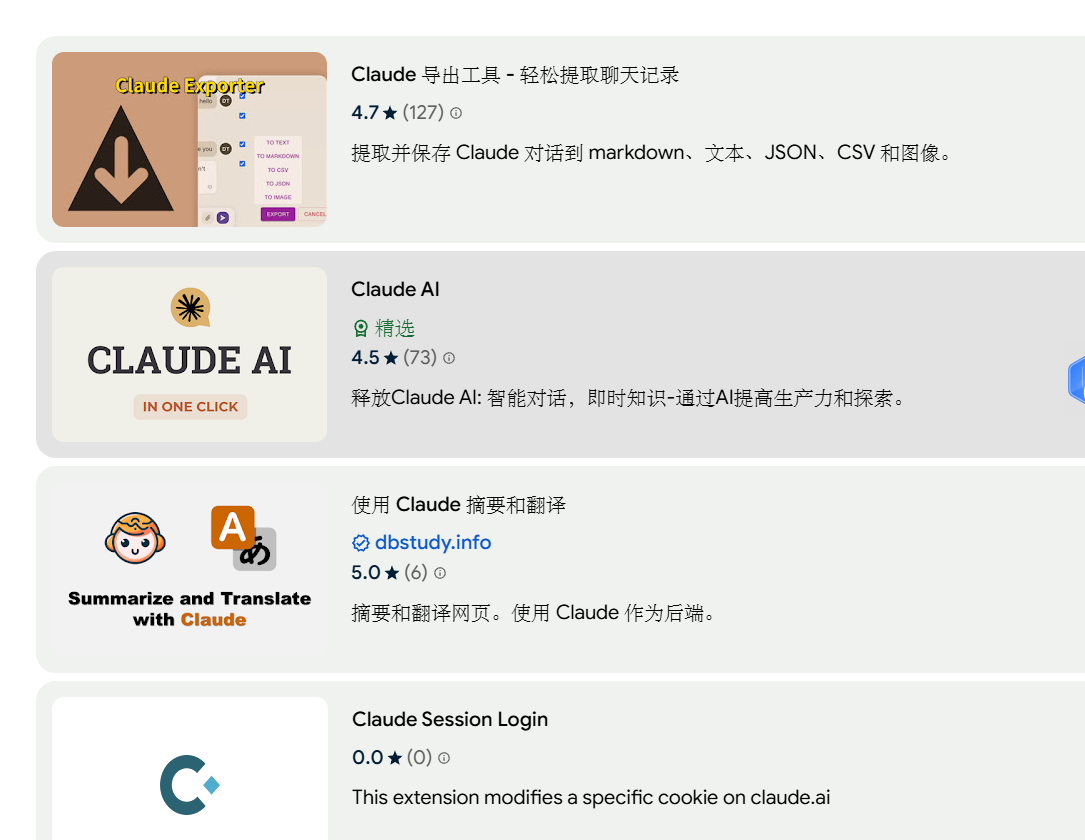 Claude Exporter
hello
DT
e you
DT
n't
TO TEXT
TO MARKDOWN
TO CSV
TO JSON
TO IMAGE
EXPORT
CANCEL
Claude 导出工具 - 轻松提取聊天记录
4.7 ★ (127)
提取并保存 Claude 对话到 markdown、文本、JSON、CSV 和图像。
CLAUDE AI
IN ONE CLICK
Claude AI
精选
4.5 ★ (73)
释放Claude AI: 智能对话，即时知识-通过AI提高生产力和探索。
A
あ
Summarize and Translate
with Claude
使用 Claude 摘要和翻译
dbstudy.info
5.0 ★ (6)
摘要和翻译网页。使用 Claude 作为后端。
Claude Session Login
0.0 ★ (0)
This extension modifies a specific cookie on claude.ai